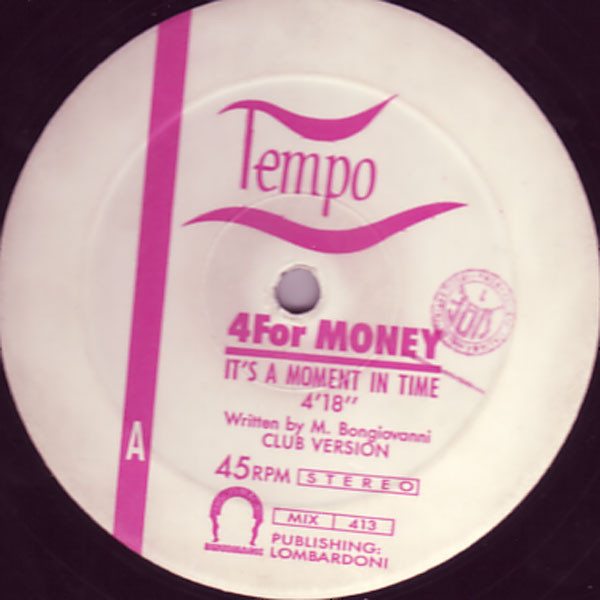 Tempo
4For MONEY
IT'S A MOMENT IN TIME
4'18"
Written by M. Bongiovanni
CLUB VERSION
A
45RPM STEREO
MIX 413
PUBLISHING:
LOMBARDONI